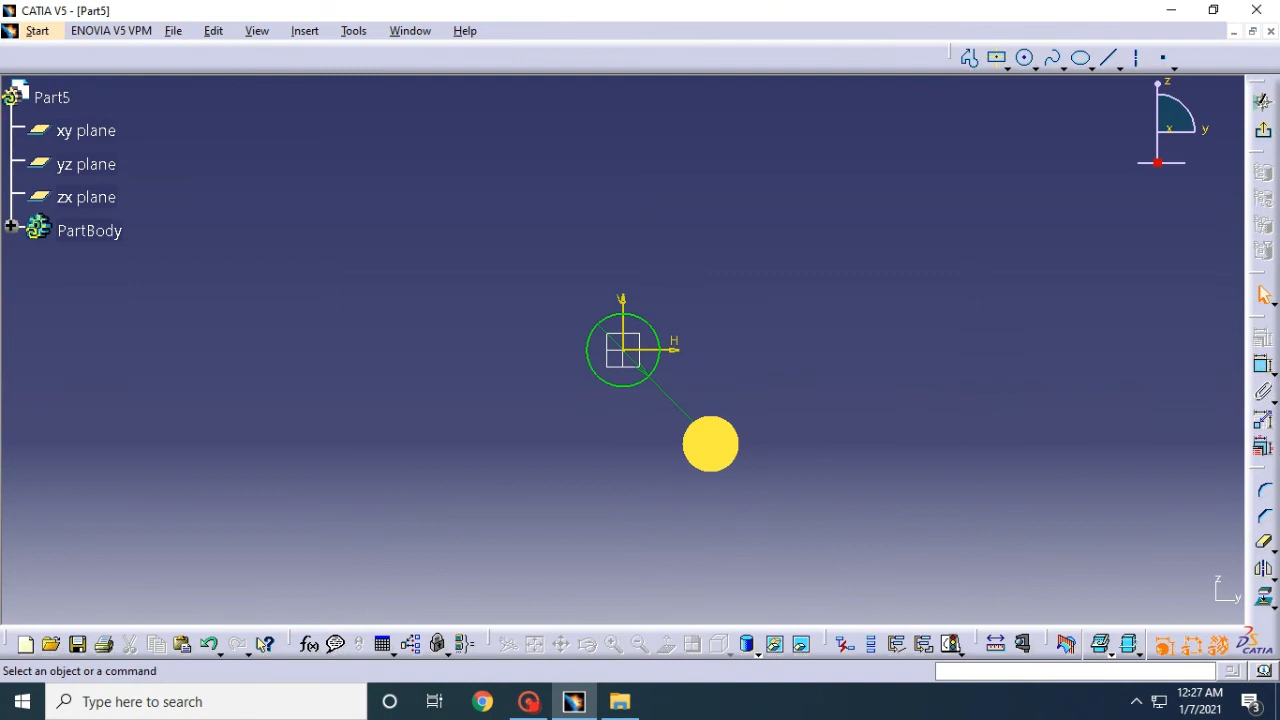 CATIA V5 - [Part5]
Start ENOVIA V5 VPM File Edit View Insert Tools Window Help
Part5
xy plane
yz plane
zx plane
PartBody
z
x y
V
H
z
y
f(x)
CATIA
Select an object or a command
Type here to search
12:27 AM
1/7/2021
3